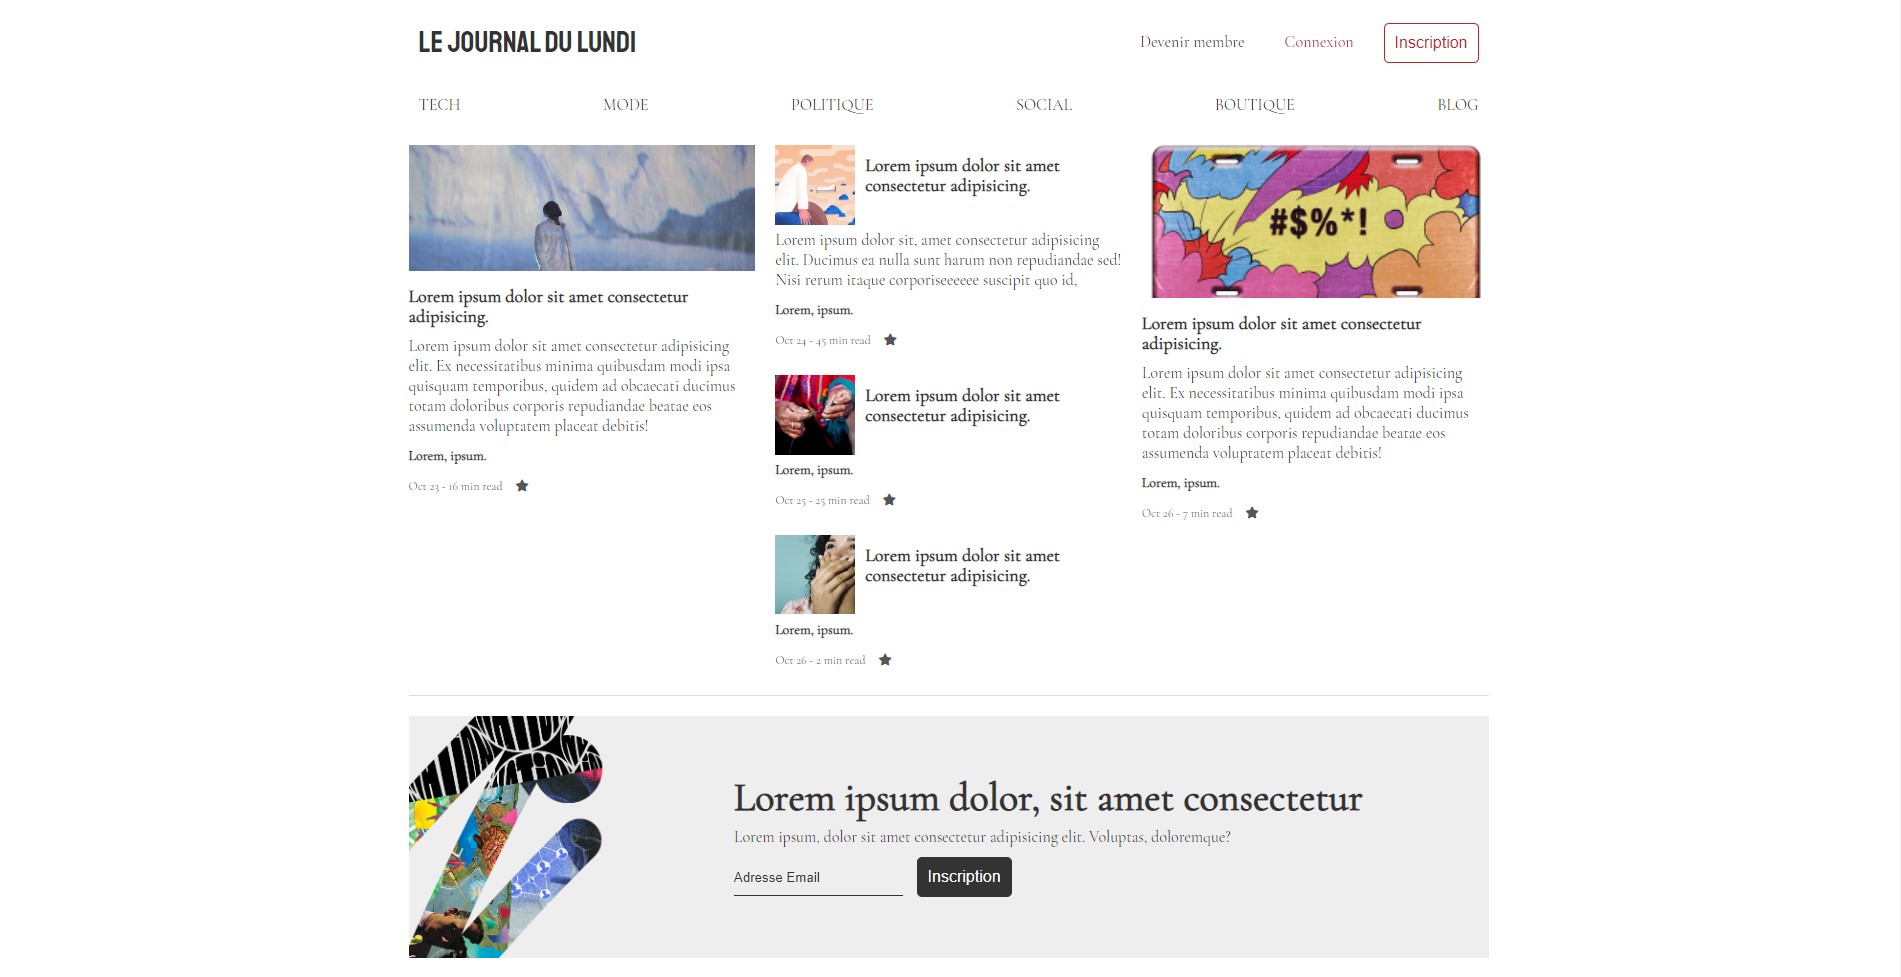 LE JOURNAL DU LUNDI
Devenir membre
Connexion
Inscription
TECH
MODE
POLITIQUE
SOCIAL
BOUTIQUE
BLOG
Lorem ipsum dolor sit amet consectetur
adipisicing.
Lorem ipsum dolor sit amet consectetur adipisicing
elit. Ex necessitatibus minima quibusdam modi ipsa
quisquam temporibus, quidem ad obcaecati ducimus
totam doloribus corporis repudiandae beatae eos
assumenda voluptatem placeat debitis!
Lorem, ipsum.
Oct 23 - 16 min read
Lorem ipsum dolor sit amet
consectetur adipisicing.
Lorem ipsum dolor sit, amet consectetur adipisicing
elit. Ducimus ea nulla sunt harum non repudiandae sed!
Nisi rerum itaque corporiseeeeee suscipit quo id,
Lorem, ipsum.
Oct 24 - 45 min read
Lorem ipsum dolor sit amet
consectetur adipisicing.
Lorem, ipsum.
Oct 25 - 25 min read
Lorem ipsum dolor sit amet
consectetur adipisicing.
Lorem, ipsum.
Oct 26 - 2 min read
#$%*!
Lorem ipsum dolor sit amet consectetur
adipisicing.
Lorem ipsum dolor sit amet consectetur adipisicing
elit. Ex necessitatibus minima quibusdam modi ipsa
quisquam temporibus, quidem ad obcaecati ducimus
totam doloribus corporis repudiandae beatae eos
assumenda voluptatem placeat debitis!
Lorem, ipsum.
Oct 26 - 7 min read
Lorem ipsum dolor, sit amet consectetur
Lorem ipsum, dolor sit amet consectetur adipisicing elit. Voluptas, doloremque?
Adresse Email
Inscription